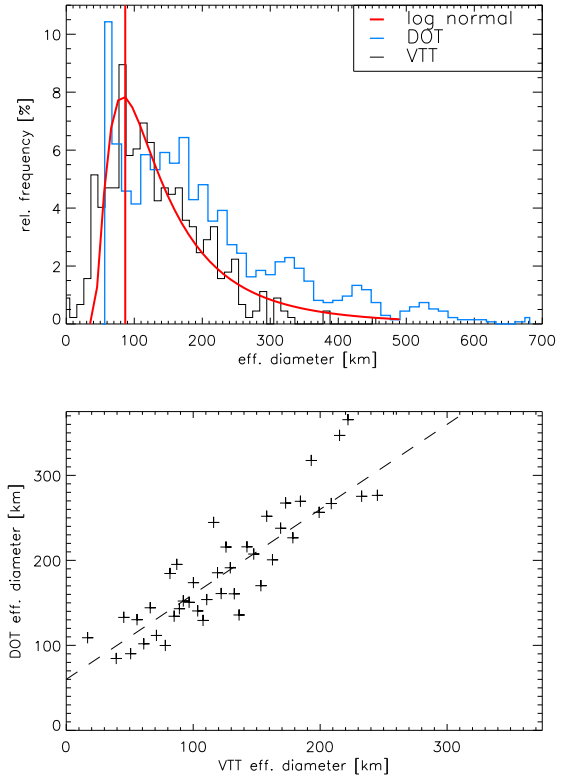 10
8
6
4
2
0
rel. frequency [%]
log normal
DOT
VTT
0 100 200 300 400 500 600 700
eff. diameter [km]
300
200
100
0
DOT eff. diameter [km]
0 100 200 300
VTT eff. diameter [km]